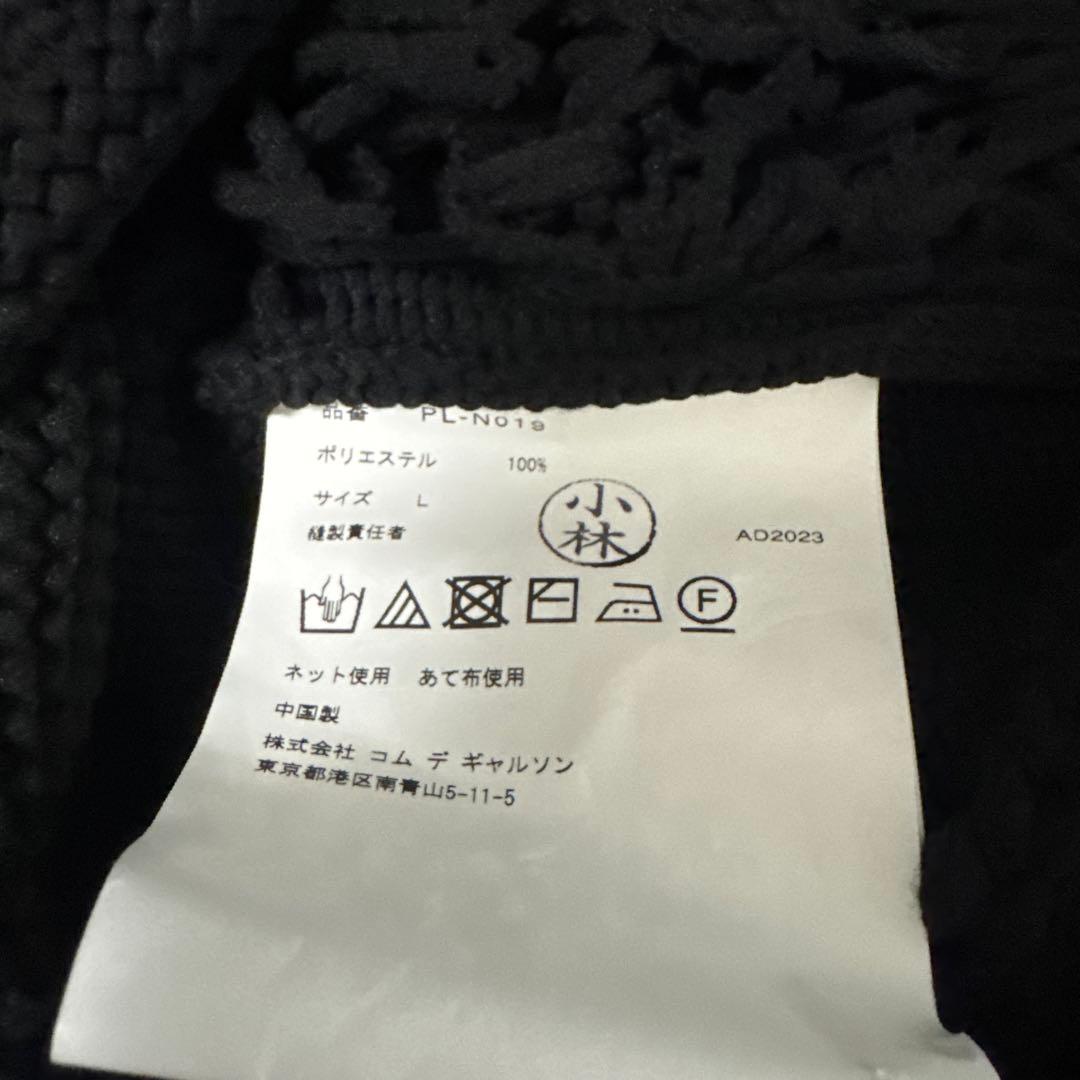 品番 PL-N019
ポリエステル 100%
サイズ L
縫製責任者 小林 AD2023
F
ネット使用 あて布使用
中国製
株式会社 コム デ ギャルソン
東京都港区南青山5-11-5